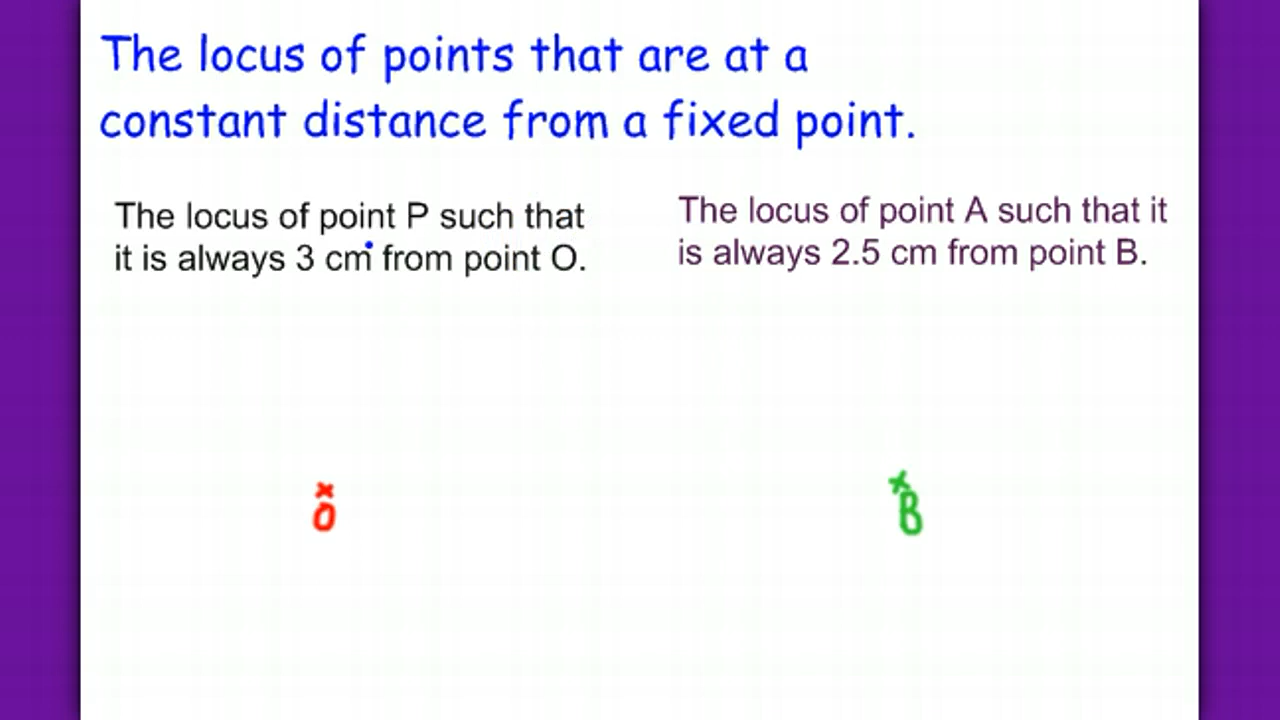 The locus of points that are at a
constant distance from a fixed point.
The locus of point P such that
it is always 3 cm from point O.
The locus of point A such that it
is always 2.5 cm from point B.
x
O
x
B